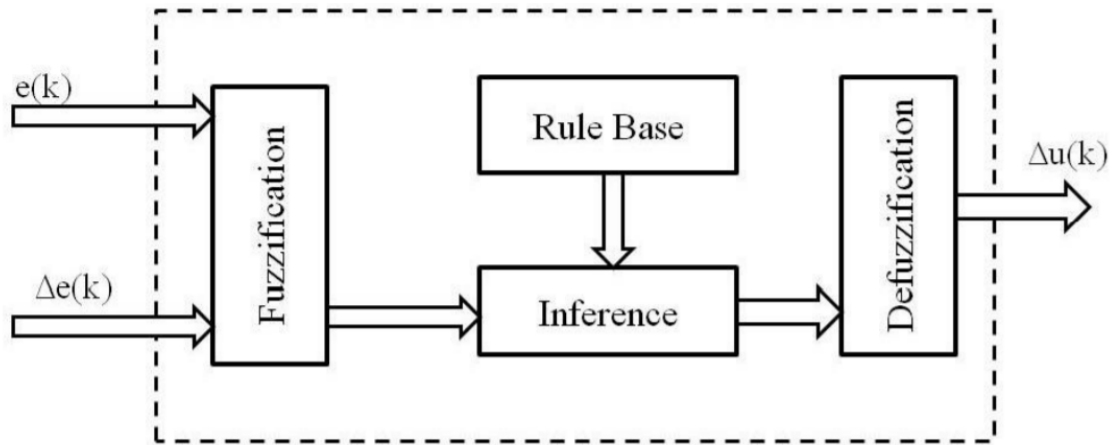 e(k)
Δe(k)
Fuzzification
Rule Base
Inference
Defuzzification
Δu(k)